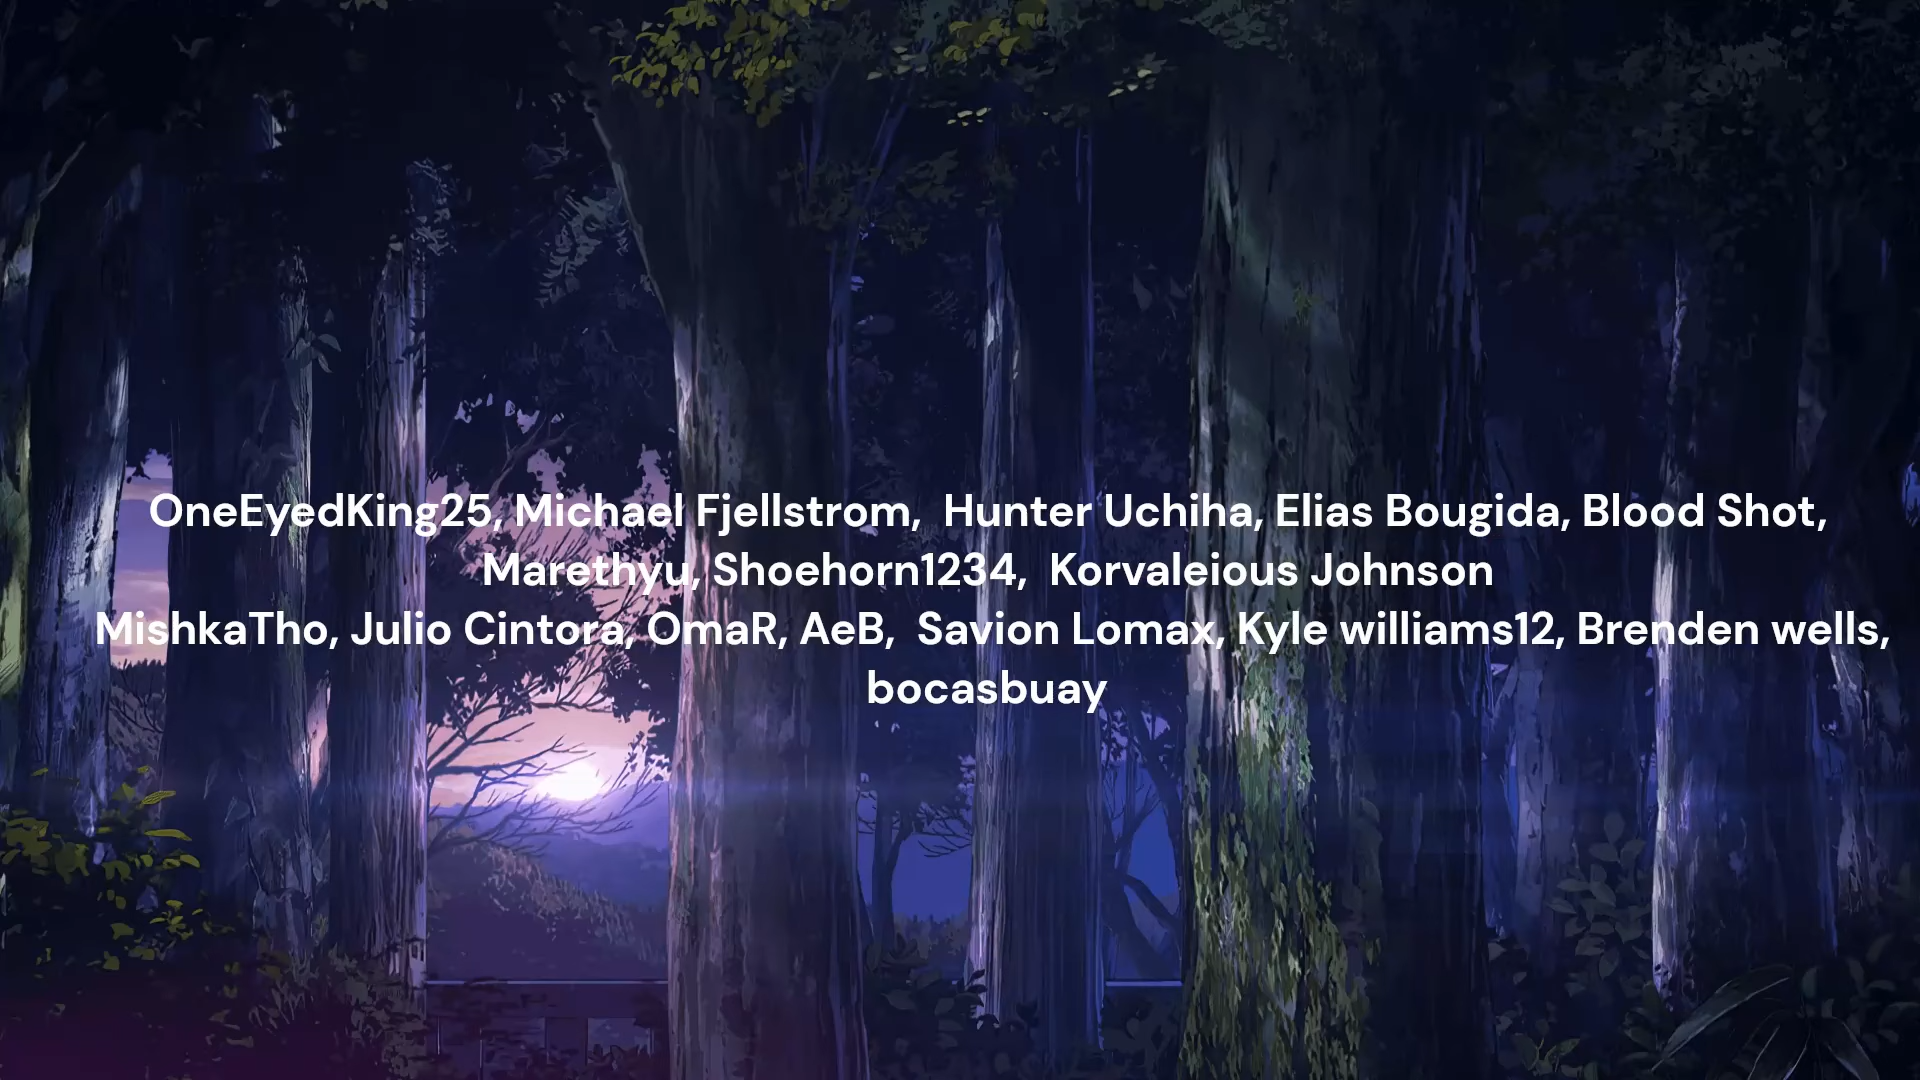 OneEyedKing25, Michael Fjellstrom,  Hunter Uchiha, Elias Bougida, Blood Shot,
Marethyu, Shoehorn1234,  Korvaleious Johnson
MishkaTho, Julio Cintora, OmaR, AeB,  Savion Lomax, Kyle williams12, Brenden wells,
bocasbuay